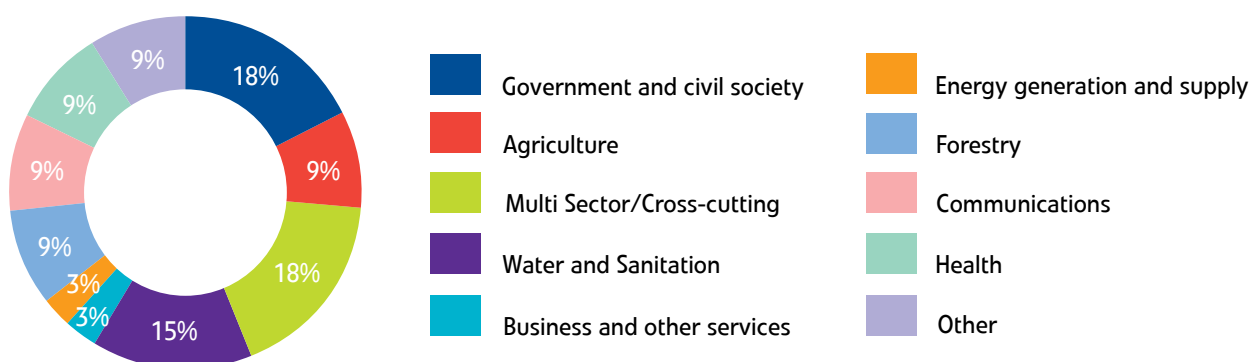 9%
18%
9%
9%
9%
9%
3%
3%
15%
18%
Government and civil society
Agriculture
Multi Sector/Cross-cutting
Water and Sanitation
Business and other services
Energy generation and supply
Forestry
Communications
Health
Other